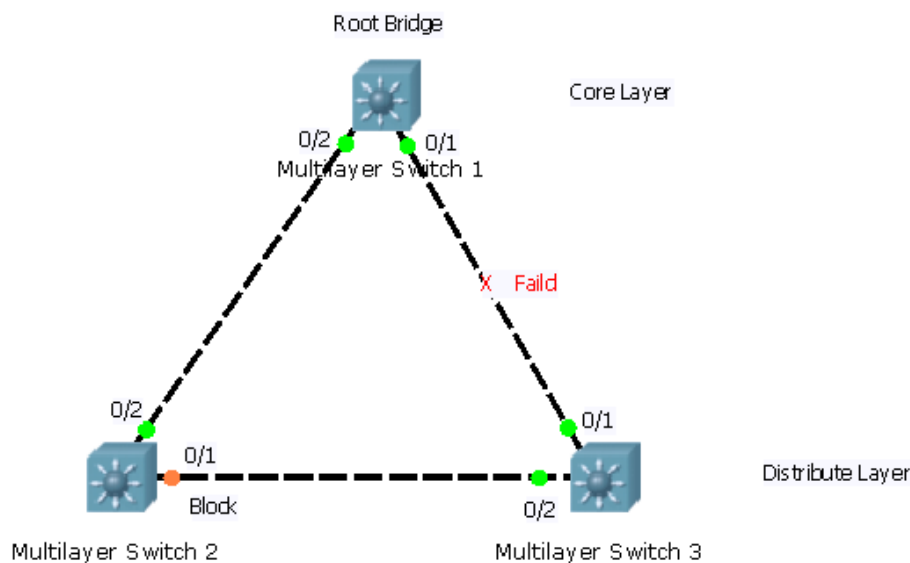 Root Bridge
Core Layer
0/2
0/1
Multilayer Switch 1
X Faild
0/2
0/1
0/1
Distribute Layer
Block
0/2
Multilayer Switch 2
Multilayer Switch 3